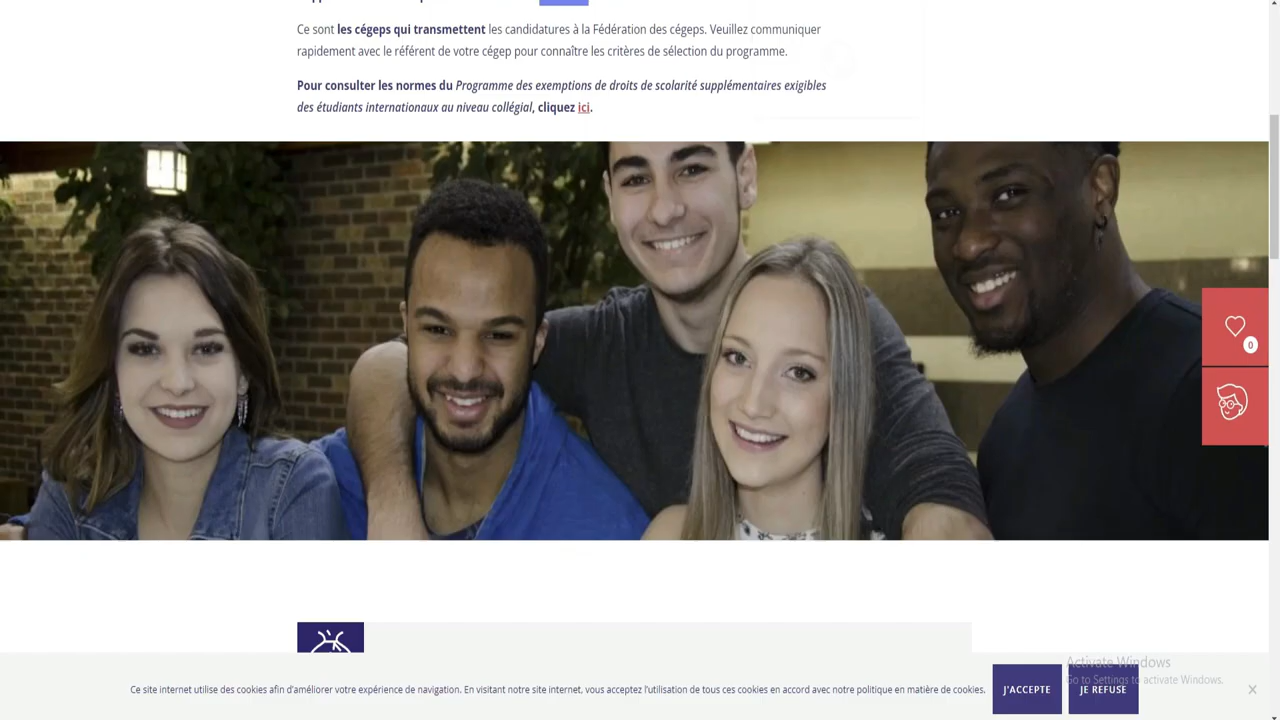 Ce sont les cégeps qui transmettent les candidatures à la Fédération des cégeps. Veuillez communiquer
rapidement avec le référent de votre cégep pour connaître les critères de sélection du programme.
Pour consulter les normes du Programme des exemptions de droits de scolarité supplémentaires exigibles
des étudiants internationaux au niveau collégial, cliquez ici.
0
Activate Windows
Go to Settings to activate Windows.
Ce site internet utilise des cookies afin d'améliorer votre expérience de navigation. En visitant notre site internet, vous acceptez l'utilisation de tous ces cookies en accord avec notre politique en matière de cookies.
J'ACCEPTE
JE REFUSE